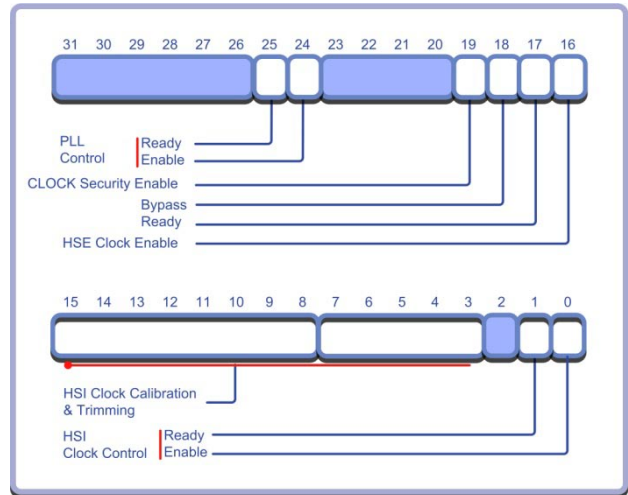 31 30 29 28 27 26 25 24 23 22 21 20 19 18 17 16
PLL Ready
Control Enable
CLOCK Security Enable
Bypass
Ready
HSE Clock Enable
15 14 13 12 11 10 9 8 7 6 5 4 3 2 1 0
HSI Clock Calibration
& Trimming
HSI Ready
Clock Control Enable